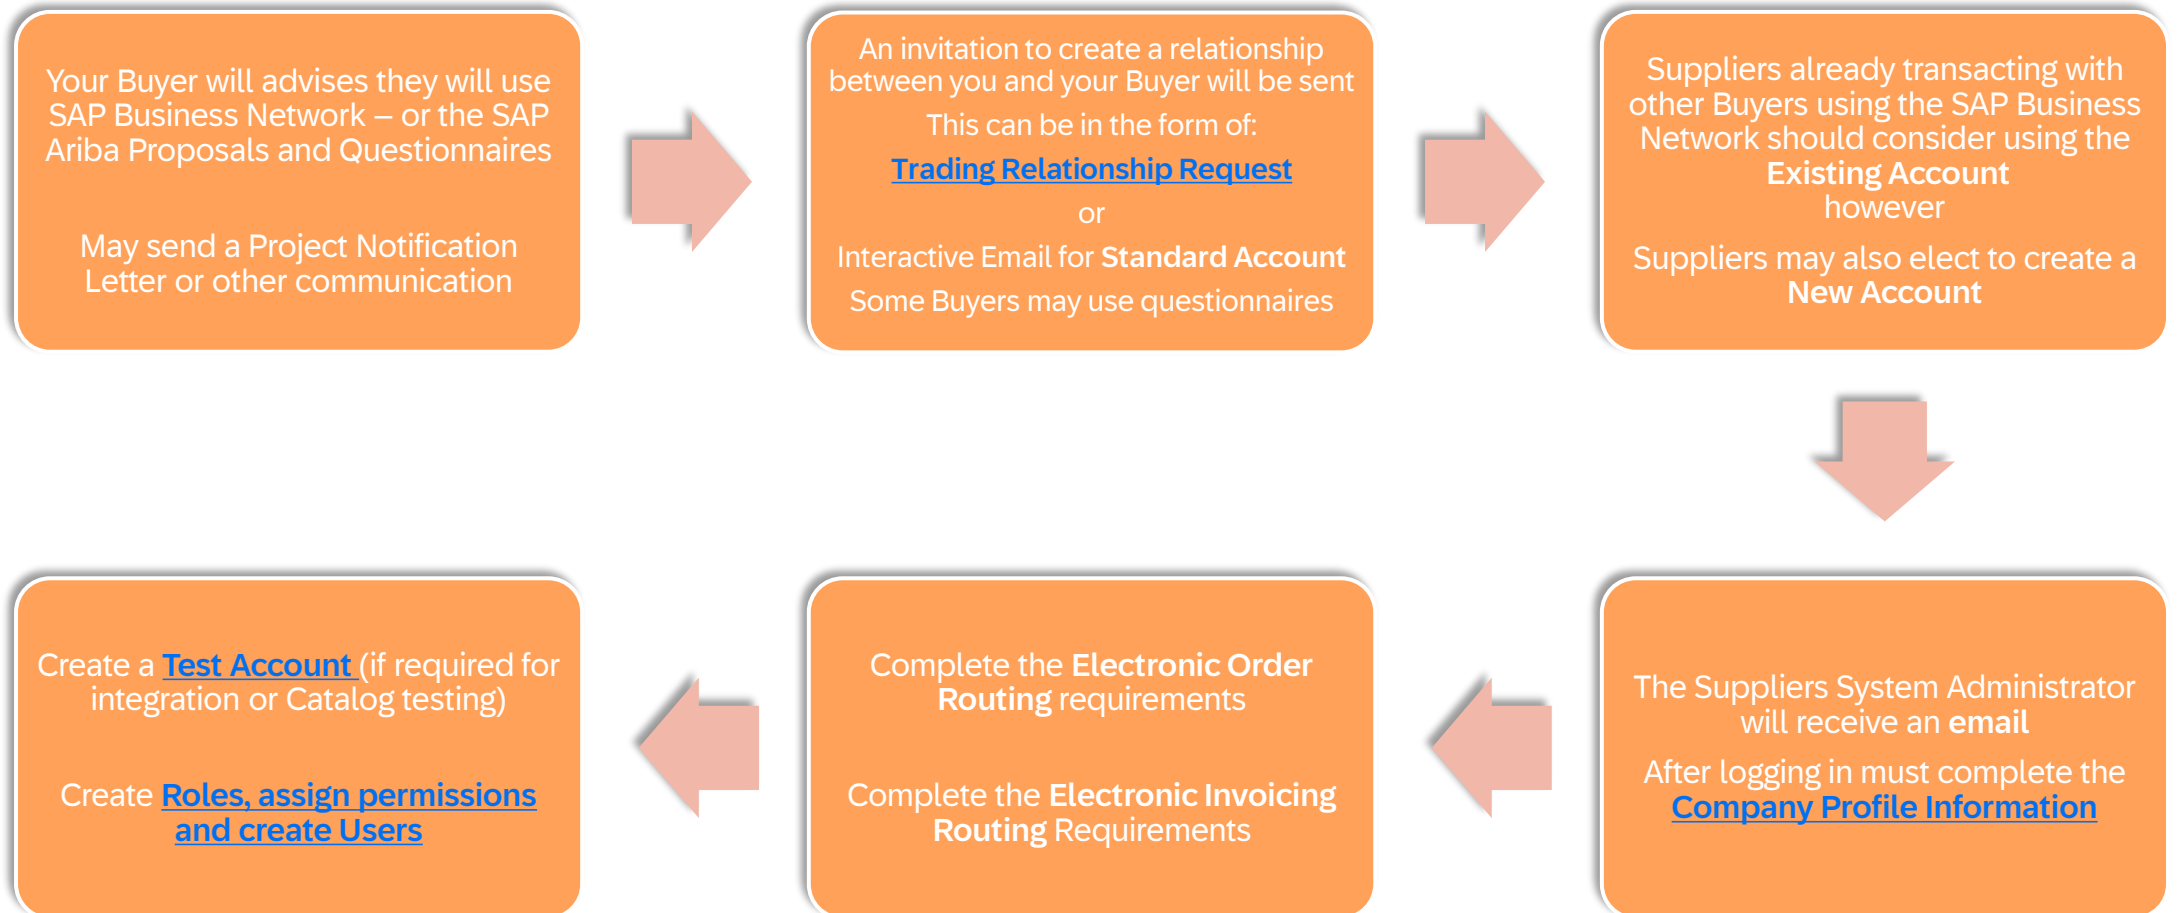 Your Buyer will advises they will use
SAP Business Network – or the SAP
Ariba Proposals and Questionnaires
May send a Project Notification
Letter or other communication
An invitation to create a relationship
between you and your Buyer will be sent
This can be in the form of:
Trading Relationship Request
or
Interactive Email for Standard Account
Some Buyers may use questionnaires
Suppliers already transacting with
other Buyers using the SAP Business
Network should consider using the
Existing Account
however
Suppliers may also elect to create a
New Account
The Suppliers System Administrator
will receive an email
After logging in must complete the
Company Profile Information
Complete the Electronic Order
Routing requirements
Complete the Electronic Invoicing
Routing Requirements
Create a Test Account (if required for
integration or Catalog testing)
Create Roles, assign permissions
and create Users